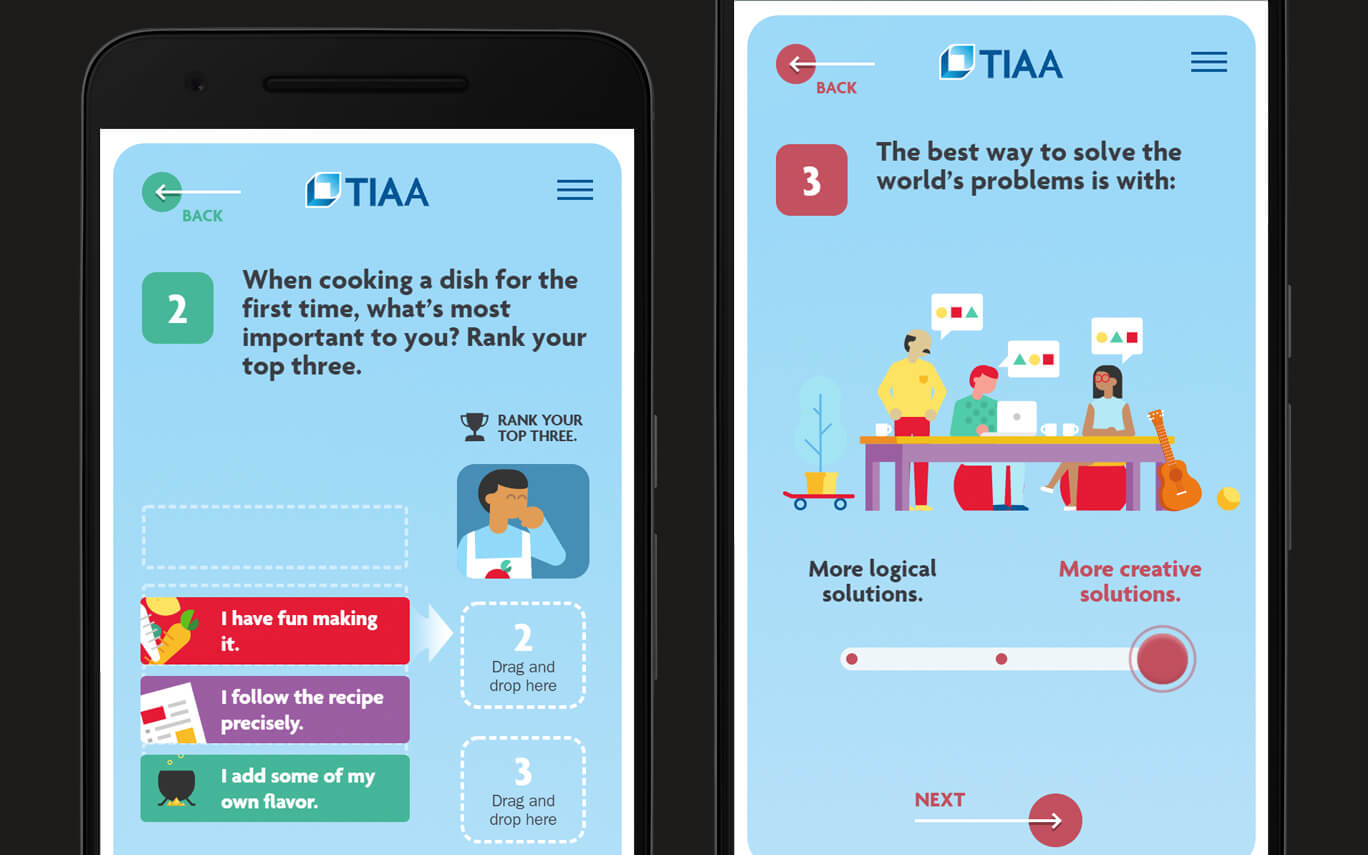 TIAA
BACK
2
When cooking a dish for the
first time, what's most
important to you? Rank your
top three.
RANK YOUR
TOP THREE.
I have fun making
it.
I follow the recipe
precisely.
I add some of my
own flavor.
2
Drag and
drop here
3
Drag and
drop here
TIAA
BACK
3
The best way to solve the
world's problems is with:
More logical
solutions.
More creative
solutions.
NEXT